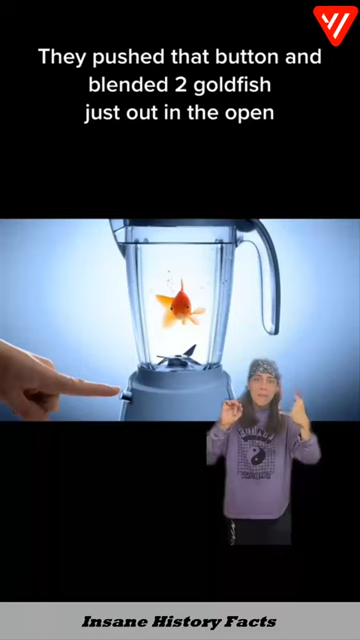 They pushed that button and
blended 2 goldfish
just out in the open
Insane History Facts